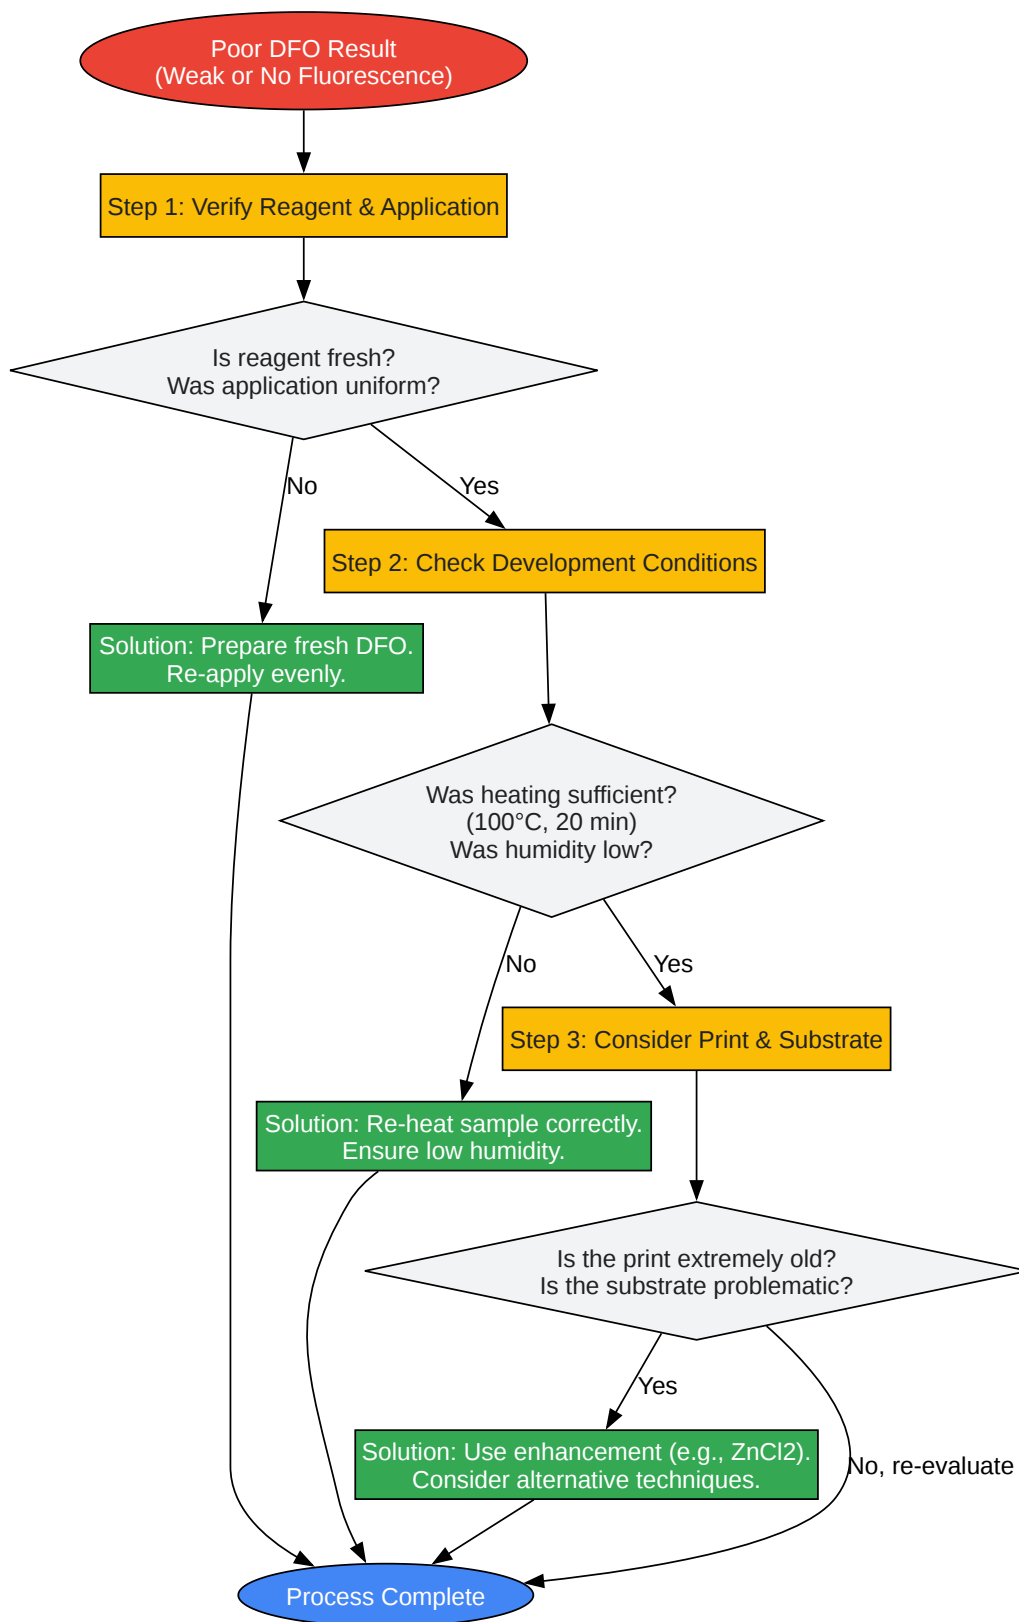 Poor DFO Result
(Weak or No Fluorescence)
Step 1: Verify Reagent & Application
Is reagent fresh?
Was application uniform?
No
Yes
Step 2: Check Development Conditions
Solution: Prepare fresh DFO.
Re-apply evenly.
Was heating sufficient?
(100°C, 20 min)
Was humidity low?
No
Yes
Step 3: Consider Print & Substrate
Solution: Re-heat sample correctly.
Ensure low humidity.
Is the print extremely old?
Is the substrate problematic?
Yes
Solution: Use enhancement (e.g., ZnCl2).
Consider alternative techniques.
No, re-evaluate
Process Complete